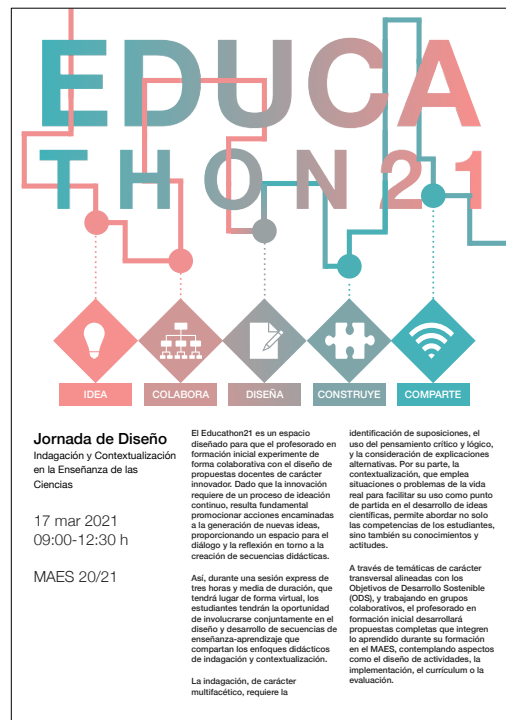 EDUCA
THON21
IDEA
COLABORA
DISEÑA
CONSTRUYE
COMPARTE
Jornada de Diseño
Indagación y Contextualización
en la Enseñanza de las
Ciencias
17 mar 2021
09:00-12:30 h
MAES 20/21
El Educathon21 es un espacio
diseñado para que el profesorado en
formación inicial experimente de
forma colaborativa con el diseño de
propuestas docentes de carácter
innovador. Dado que la innovación
requiere de un proceso de ideación
continuo, resulta fundamental
promocionar acciones encaminadas
a la generación de nuevas ideas,
proporcionando un espacio para el
diálogo y la reflexión en torno a la
creación de secuencias didácticas.
Así, durante una sesión express de
tres horas y media de duración, que
tendrá lugar de forma virtual, los
estudiantes tendrán la oportunidad
de involucrarse conjuntamente en el
diseño y desarrollo de secuencias de
enseñanza-aprendizaje que
compartan los enfoques didácticos
de indagación y contextualización.
La indagación, de carácter
multifacético, requiere la
identificación de suposiciones, el
uso del pensamiento crítico y lógico,
y la consideración de explicaciones
alternativas. Por su parte, la
contextualización, que emplea
situaciones o problemas de la vida
real para facilitar su uso como punto
de partida en el desarrollo de ideas
científicas, permite abordar no solo
las competencias de los estudiantes,
sino también su conocimientos y
actitudes.
A través de temáticas de carácter
transversal alineadas con los
Objetivos de Desarrollo Sostenible
(ODS), y trabajando en grupos
colaborativos, el profesorado en
formación inicial desarrollará
propuestas completas que integren
lo aprendido durante su formación
en el MAES, contemplando aspectos
como el diseño de actividades, la
implementación, el currículum o la
evaluación.